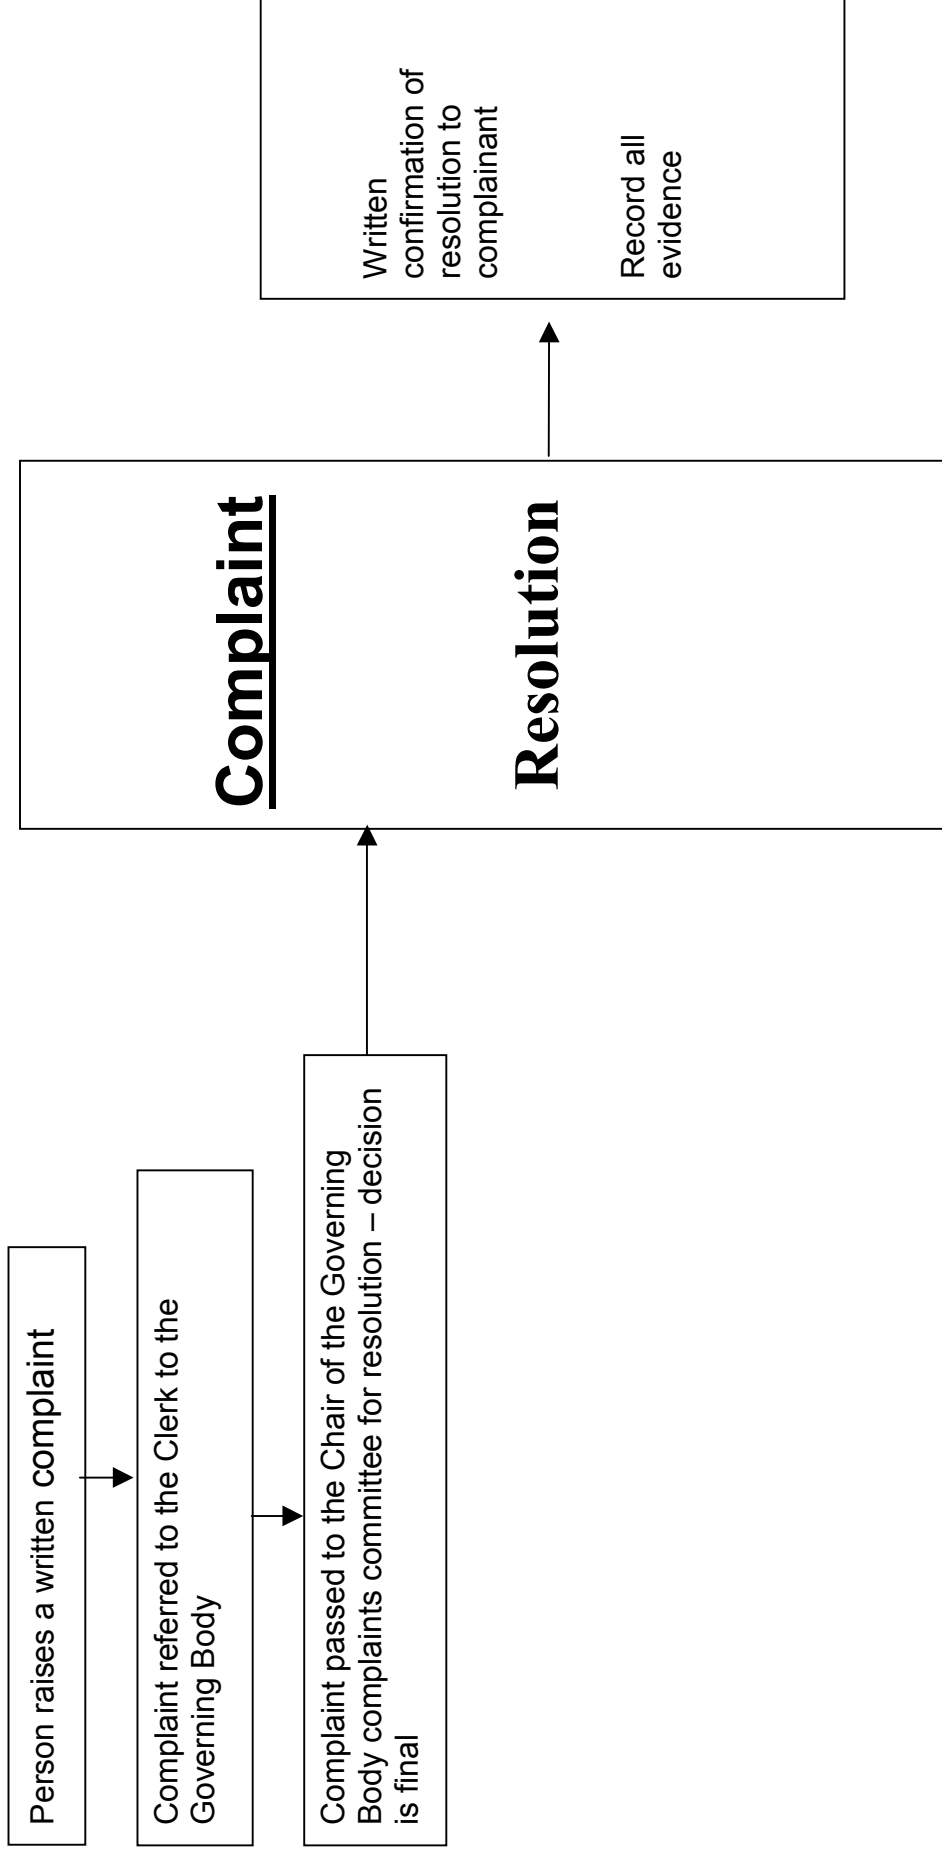 Person raises a written complaint
Complaint referred to the Clerk to the
Governing Body
Complaint passed to the Chair of the Governing
Body complaints committee for resolution – decision
is final
Complaint
Resolution
Written
confirmation of
resolution to
complainant
Record all
evidence